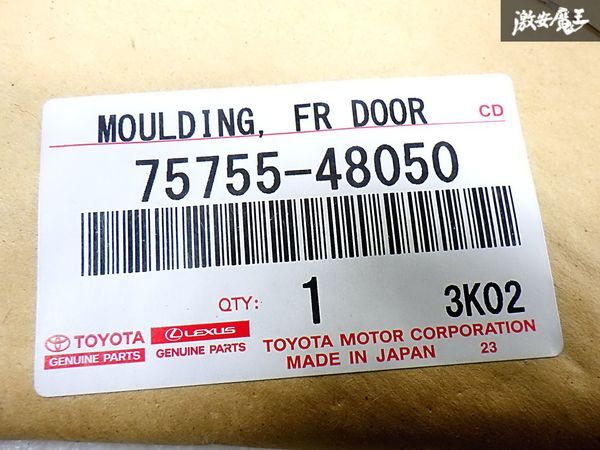 激安魔王
MOULDING, FR DOOR CD
75755-48050
QTY: 1 3K02
TOYOTA LEXUS
GENUINE PARTS GENUINE PARTS
TOYOTA MOTOR CORPORATION
MADE IN JAPAN 23